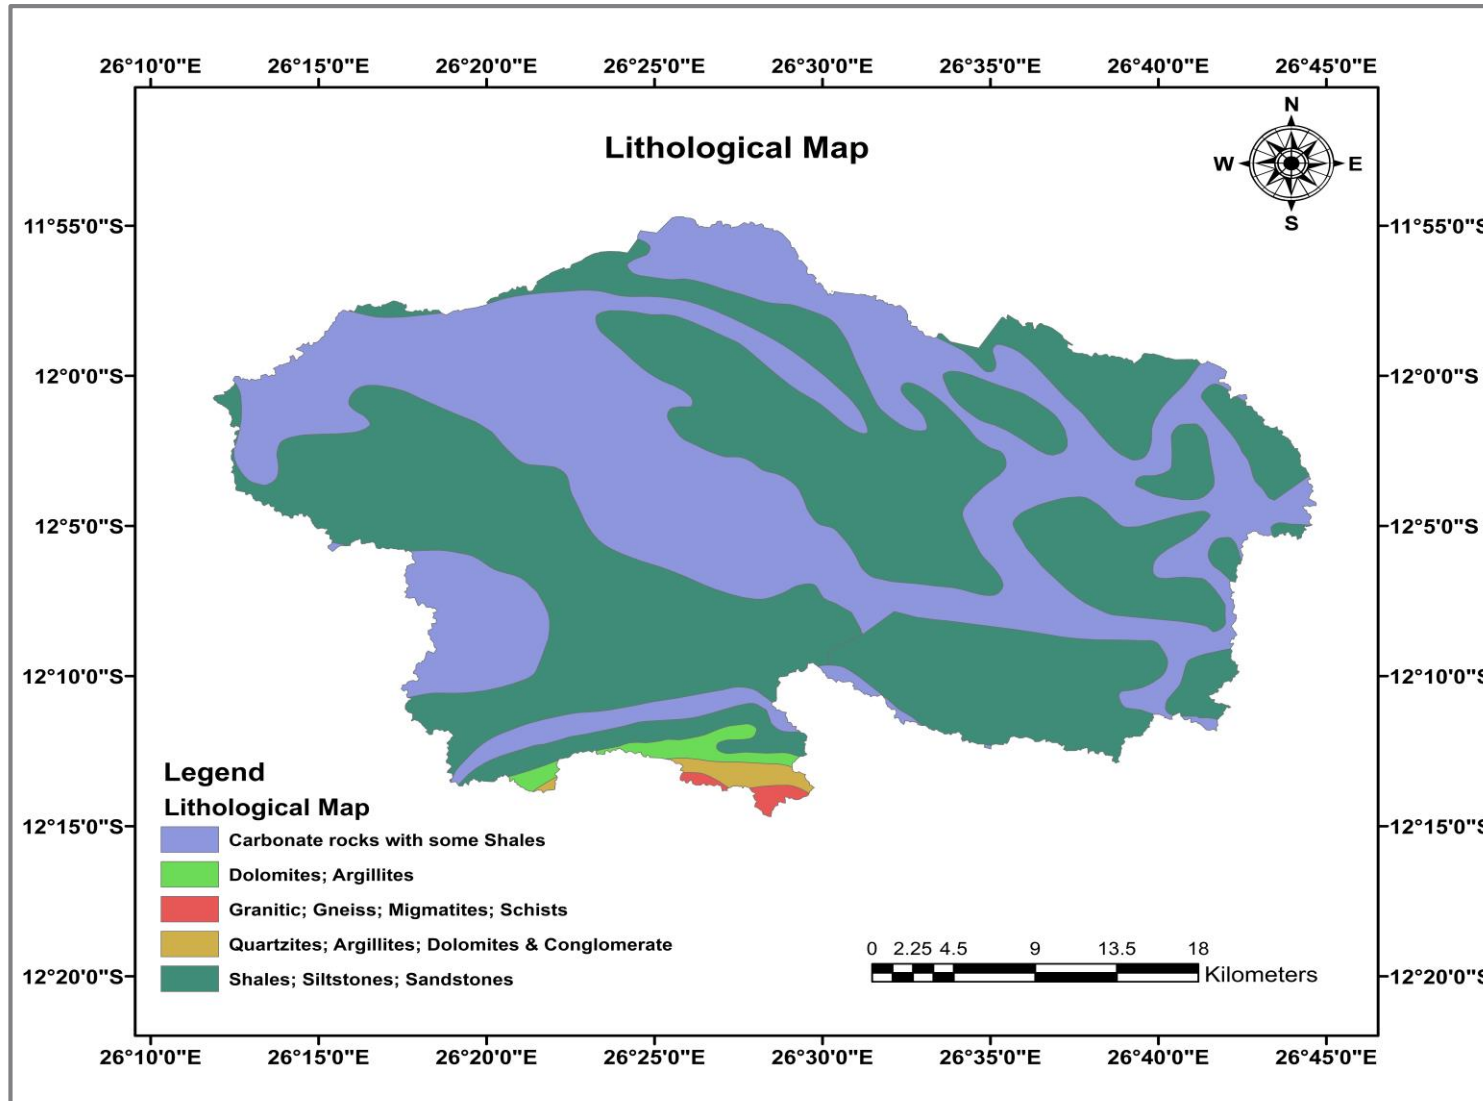 26°10'0"E 26°15'0"E 26°20'0"E 26°25'0"E 26°30'0"E 26°35'0"E 26°40'0"E 26°45'0"E
N
Lithological Map
W E
S
11°55'0"S 11°55'0"S
12°0'0"S 12°0'0"S
12°5'0"S 12°5'0"S
12°10'0"S 12°10'0"S
Legend
Lithological Map
12°15'0"S 12°15'0"S
Carbonate rocks with some Shales
Dolomites; Argillites
Granitic; Gneiss; Migmatites; Schists
Quartzites; Argillites; Dolomites & Conglomerate
Shales; Siltstones; Sandstones
0 2.25 4.5 9 13.5 18
Kilometers
12°20'0"S 12°20'0"S
26°10'0"E 26°15'0"E 26°20'0"E 26°25'0"E 26°30'0"E 26°35'0"E 26°40'0"E 26°45'0"E